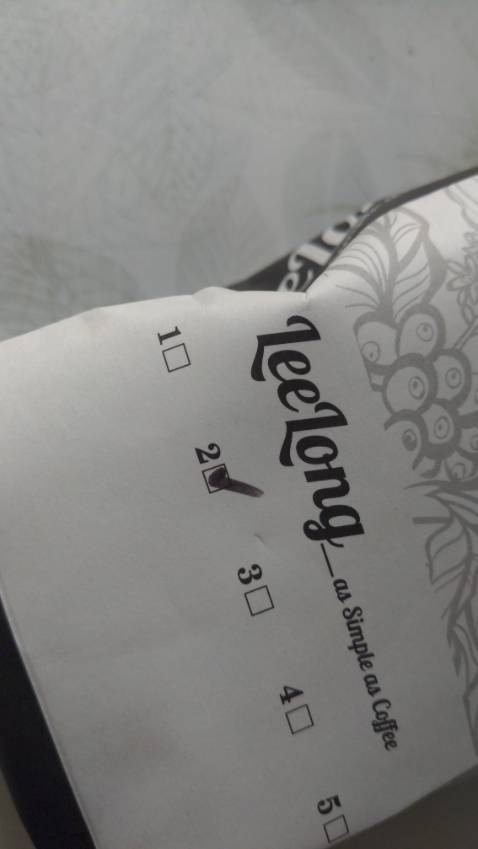 LeeLong — as Simple as Coffee
1 ☐ 2 ☑ 3 ☐ 4 ☐ 5 ☐